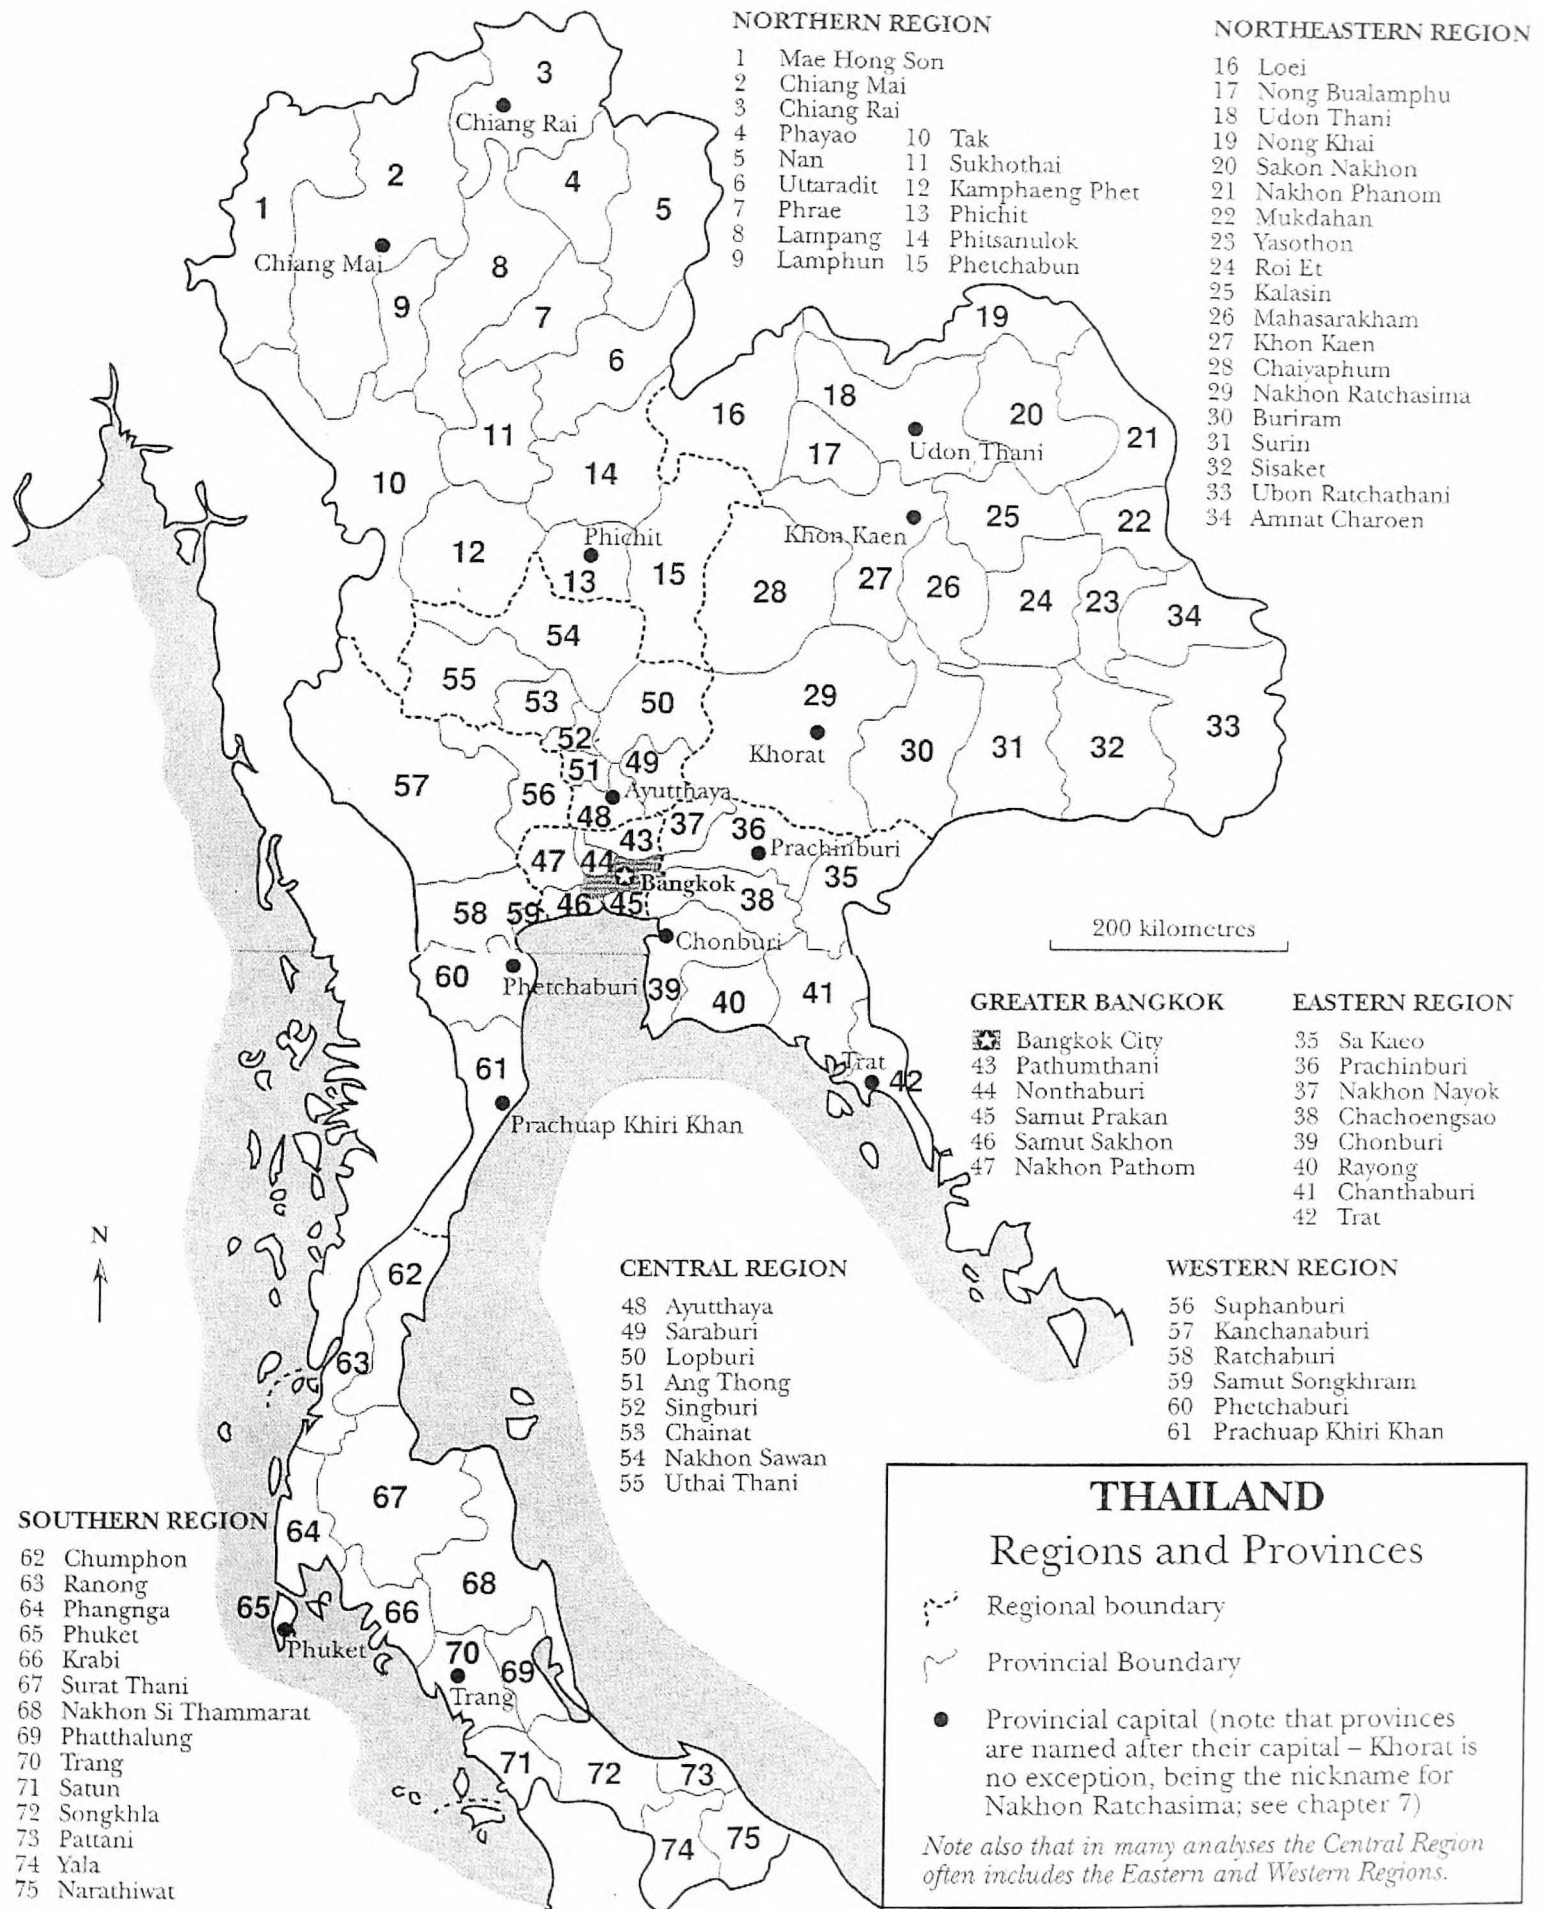 NORTHERN REGION
1 Mae Hong Son
2 Chiang Mai
3 Chiang Rai
4 Phayao
5 Nan
6 Uttaradit
7 Phrae
8 Lampang
9 Lamphun
10 Tak
11 Sukhothai
12 Kamphaeng Phet
13 Phichit
14 Phitsanulok
15 Phetchabun
NORTHEASTERN REGION
16 Loei
17 Nong Bualamphu
18 Udon Thani
19 Nong Khai
20 Sakon Nakhon
21 Nakhon Phanom
22 Mukdahan
23 Yasothon
24 Roi Et
25 Kalasin
26 Mahasarakham
27 Khon Kaen
28 Chaiyaphum
29 Nakhon Ratchasima
30 Buriram
31 Surin
32 Sisaket
33 Ubon Ratchathani
34 Amnat Charoen
3
Chiang Rai
2
4
1
5
Chiang Mai
8
9
7
19
6
18
16
20
11
Udon Thani
21
17
14
10
25
22
Phichit
Khon Kaen
12
13
15
28
27
26
24
23
34
54
55
53
50
29
33
52
Khorat
30
31
32
51
49
57
56
Ayutthaya
48
37
36
43
Prachinburi
47
44
35
Bangkok
58
59
46
45
38
200 kilometres
Chonburi
60
Phetchaburi
39
40
41
61
Trat
42
Prachuap Khiri Khan
GREATER BANGKOK
Bangkok City
43 Pathumthani
44 Nonthaburi
45 Samut Prakan
46 Samut Sakhon
47 Nakhon Pathom
EASTERN REGION
35 Sa Kaeo
36 Prachinburi
37 Nakhon Nayok
38 Chachoengsao
39 Chonburi
40 Rayong
41 Chanthaburi
42 Trat
N
62
63
CENTRAL REGION
48 Ayutthaya
49 Saraburi
50 Lopburi
51 Ang Thong
52 Singburi
53 Chainat
54 Nakhon Sawan
55 Uthai Thani
WESTERN REGION
56 Suphanburi
57 Kanchanaburi
58 Ratchaburi
59 Samut Songkhram
60 Phetchaburi
61 Prachuap Khiri Khan
67
64
68
65
66
Phuket
70
69
Trang
71
72
73
74
75
SOUTHERN REGION
62 Chumphon
63 Ranong
64 Phangnga
65 Phuket
66 Krabi
67 Surat Thani
68 Nakhon Si Thammarat
69 Phatthalung
70 Trang
71 Satun
72 Songkhla
73 Pattani
74 Yala
75 Narathiwat
THAILAND
Regions and Provinces
Regional boundary
Provincial Boundary
Provincial capital (note that provinces
are named after their capital – Khorat is
no exception, being the nickname for
Nakhon Ratchasima; see chapter 7)
Note also that in many analyses the Central Region
often includes the Eastern and Western Regions.